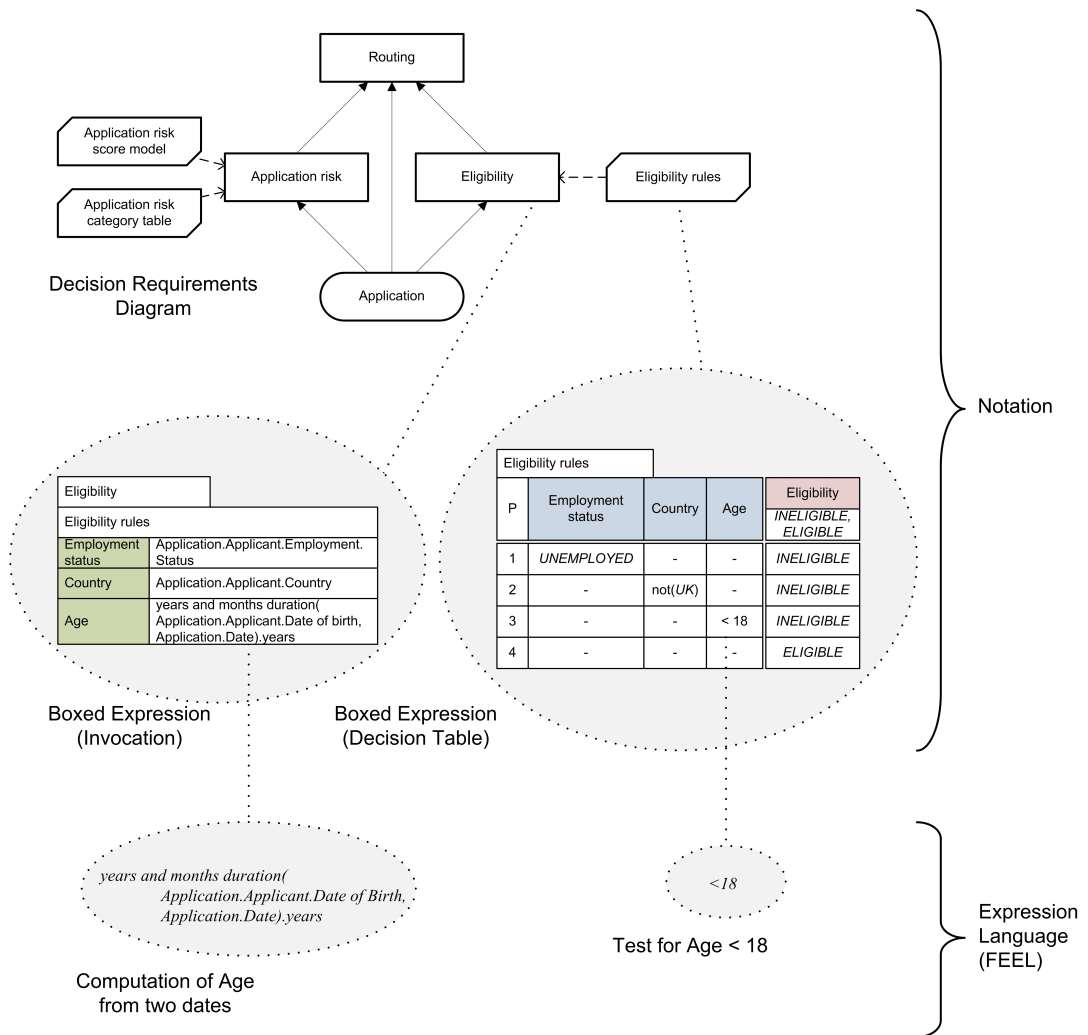 Routing
Application risk
score model
Application risk
category table
Application risk
Eligibility
Eligibility rules
Application
Decision Requirements
Diagram
Notation
Eligibility
Eligibility rules
Employment
status
Application.Applicant.Employment.
Status
Country
Application.Applicant.Country
Age
years and months duration(
Application.Applicant.Date of birth,
Application.Date).years
Boxed Expression
(Invocation)
Eligibility rules
P
Employment
status
Country
Age
Eligibility
INELIGIBLE,
ELIGIBLE
1 UNEMPLOYED - - INELIGIBLE
2 - not(UK) - INELIGIBLE
3 - - < 18 INELIGIBLE
4 - - - ELIGIBLE
Boxed Expression
(Decision Table)
years and months duration(
Application.Applicant.Date of Birth,
Application.Date).years
Computation of Age
from two dates
<18
Test for Age < 18
Expression
Language
(FEEL)